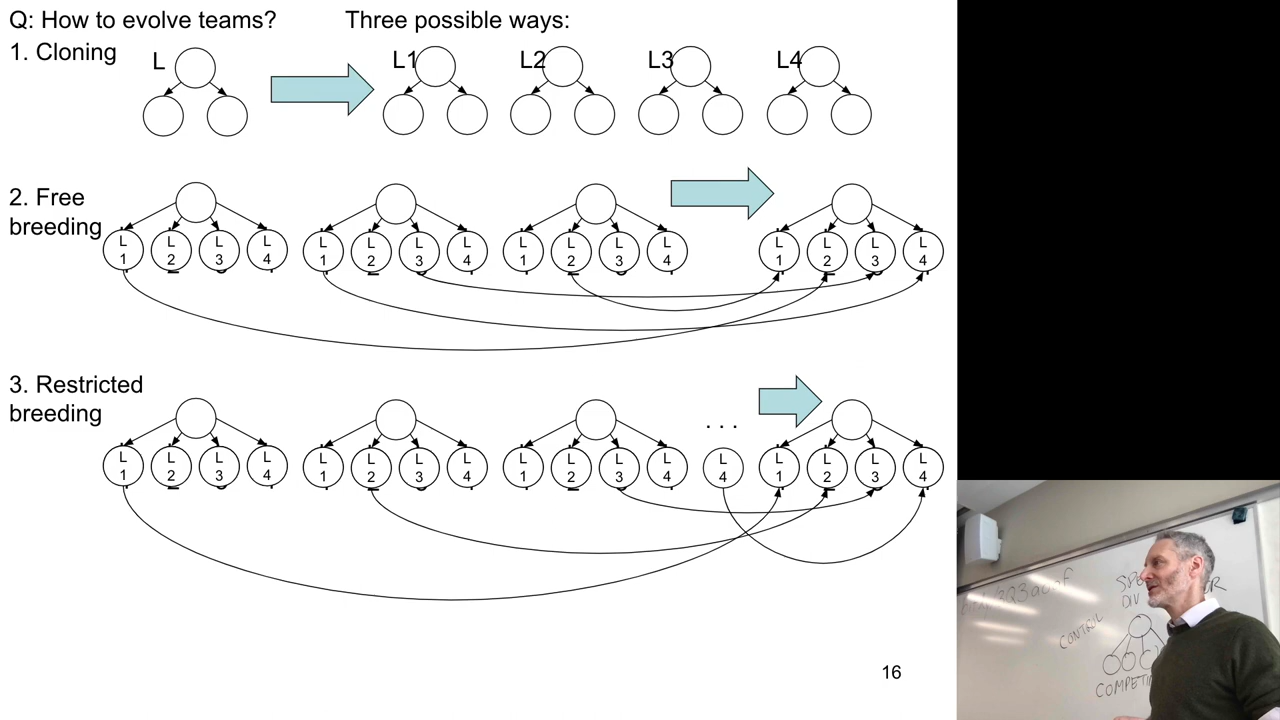 Q: How to evolve teams? Three possible ways:
1. Cloning
L L1 L2 L3 L4
2. Free
breeding
L 1 L 2 L 3 L 4 L 1 L 2 L 3 L 4 L 1 L 2 L 3 L 4 L 1 L 2 L 3 L 4
3. Restricted
breeding
. . .
L 1 L 2 L 3 L 4 L 1 L 2 L 3 L 4 L 1 L 2 L 3 L 4 L 4 L 1 L 2 L 3 L 4
16
DIV
CONTROL